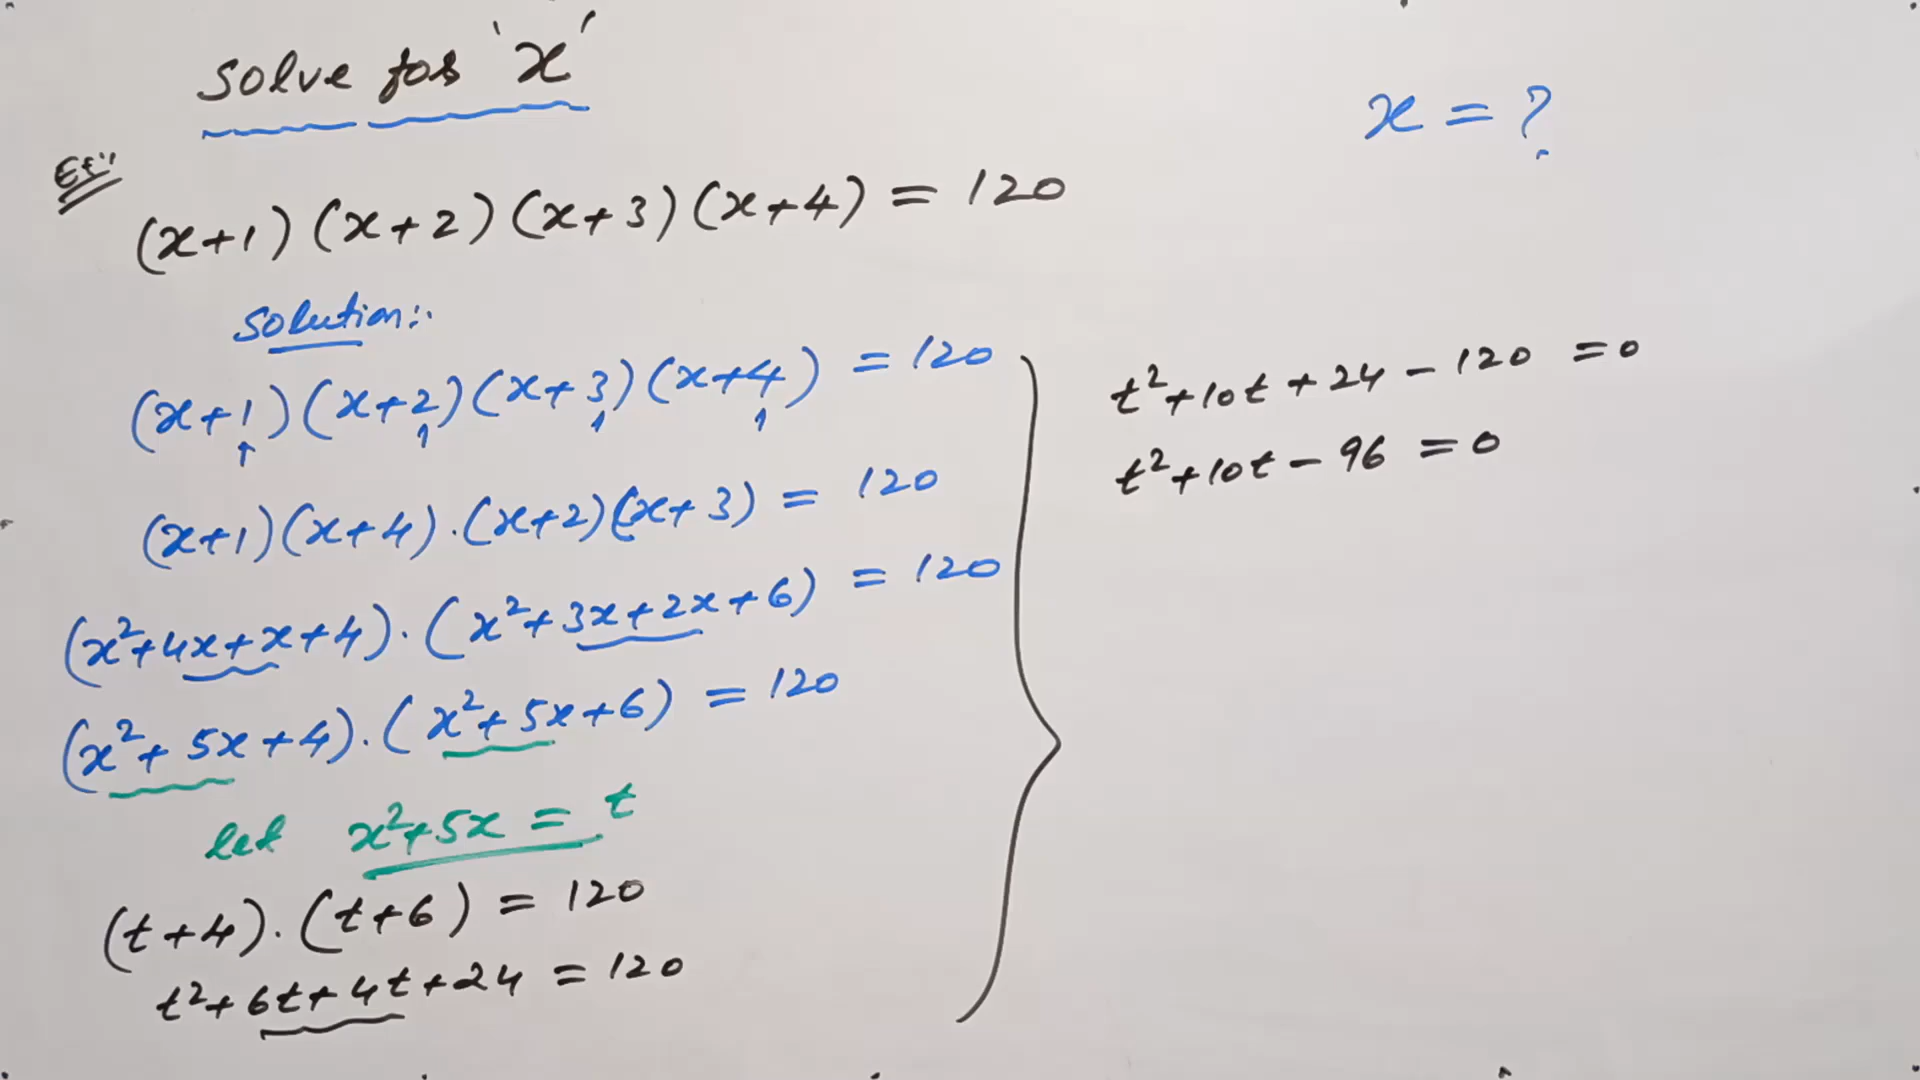 solve for 'x'
x = ?
(x+1)(x+2)(x+3)(x+4) = 120
Solution:-
(x+1)(x+2)(x+3)(x+4) = 120
(x+1)(x+4).(x+2)(x+3) = 120
(x²+4x+x+4).(x²+3x+2x+6) = 120
(x²+5x+4).(x²+5x+6) = 120
let x²+5x = t
(t+4).(t+6) = 120
t²+6t+4t+24 = 120
t²+10t+24-120 = 0
t²+10t-96 = 0